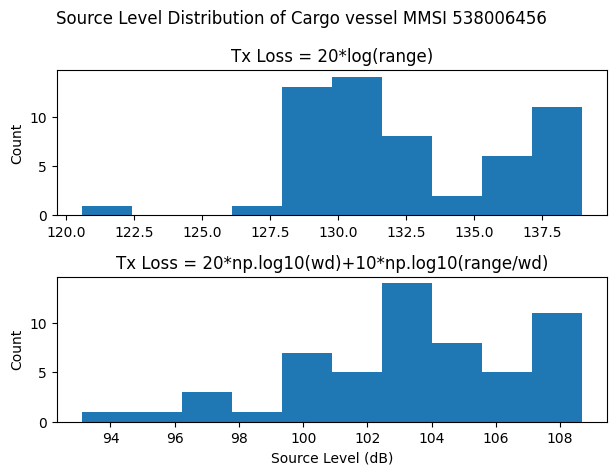 Source Level Distribution of Cargo vessel MMSI 538006456
Tx Loss = 20*log(range)
Count
10
5
0
120.0 122.5 125.0 127.5 130.0 132.5 135.0 137.5
Tx Loss = 20*np.log10(wd)+10*np.log10(range/wd)
Count
10
5
0
94 96 98 100 102 104 106 108
Source Level (dB)